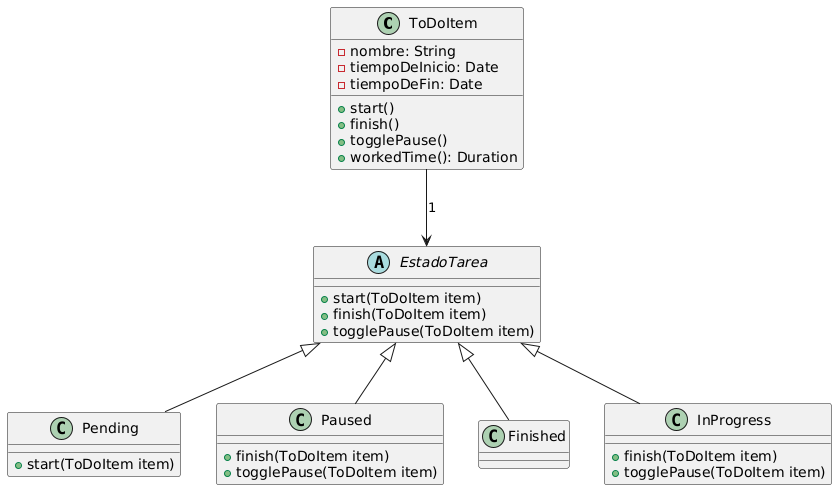 C ToDoItem
nombre: String
tiempoDeInicio: Date
tiempoDeFin: Date
start()
finish()
togglePause()
workedTime(): Duration
1
A EstadoTarea
start(ToDoItem item)
finish(ToDoItem item)
togglePause(ToDoItem item)
C Pending
start(ToDoItem item)
C Paused
finish(ToDoItem item)
togglePause(ToDoItem item)
C Finished
C InProgress
finish(ToDoItem item)
togglePause(ToDoItem item)